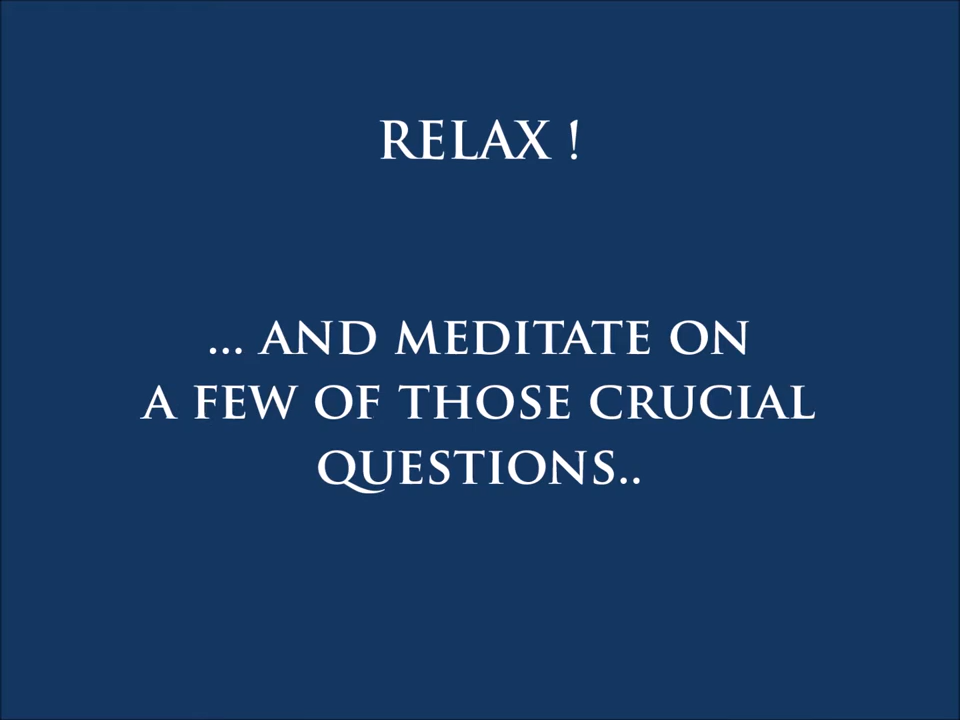 RELAX !
... AND MEDITATE ON
A FEW OF THOSE CRUCIAL
QUESTIONS..